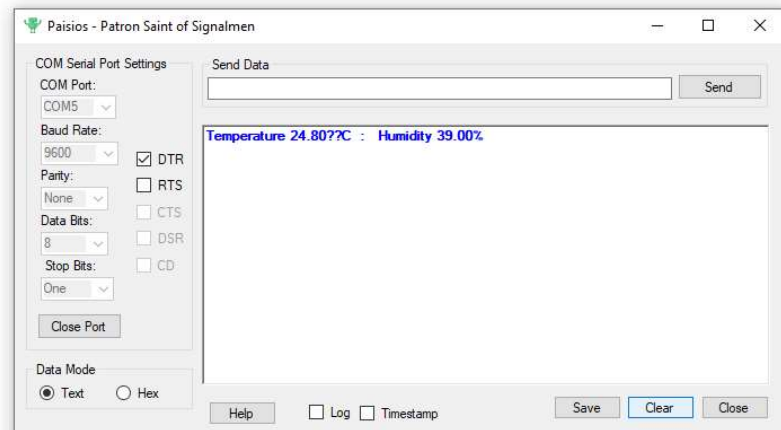 Paisios - Patron Saint of Signalmen
COM Serial Port Settings
COM Port:
COM5
Baud Rate:
9600
DTR
Parity:
RTS
None
CTS
Data Bits:
8
DSR
Stop Bits:
CD
One
Close Port
Data Mode
Text Hex
Send Data
Send
Temperature 24.80??C : Humidity 39.00%
Help Log Timestamp Save Clear Close